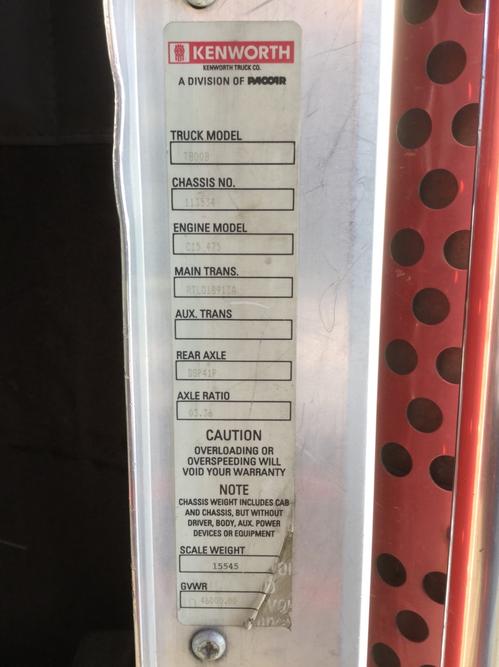 KENWORTH
KENWORTH TRUCK CO.
A DIVISION OF PACCAR
TRUCK MODEL
T800B
CHASSIS NO.
ENGINE MODEL
C15 475
MAIN TRANS.
AUX. TRANS
REAR AXLE
DSP41P
AXLE RATIO
03.36
CAUTION
OVERLOADING OR
OVERSPEEDING WILL
VOID YOUR WARRANTY
NOTE
CHASSIS WEIGHT INCLUDES CAB
AND CHASSIS, BUT WITHOUT
DRIVER, BODY, AUX. POWER
DEVICES OR EQUIPMENT
SCALE WEIGHT
15545
GVWR
46000.00